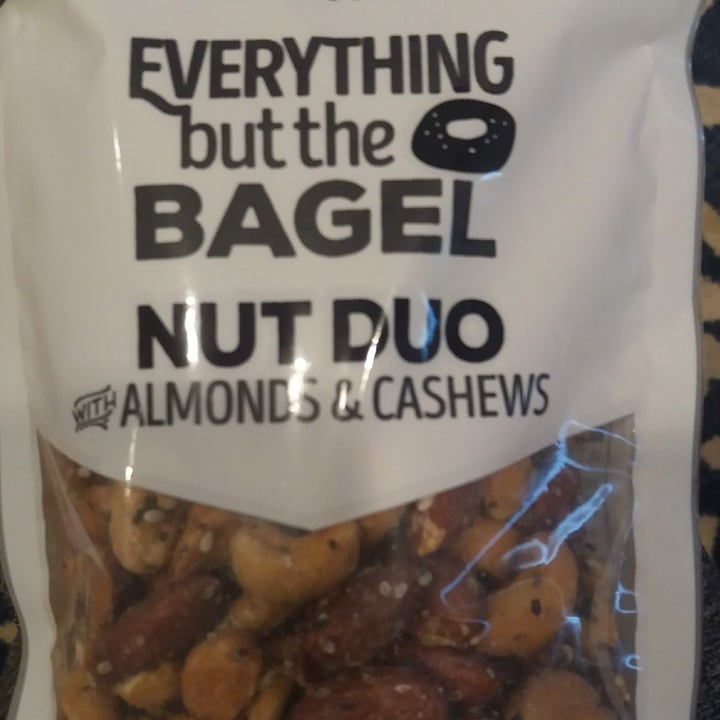 EVERYTHING
but the
BAGEL
NUT DUO
WITH ALMONDS & CASHEWS